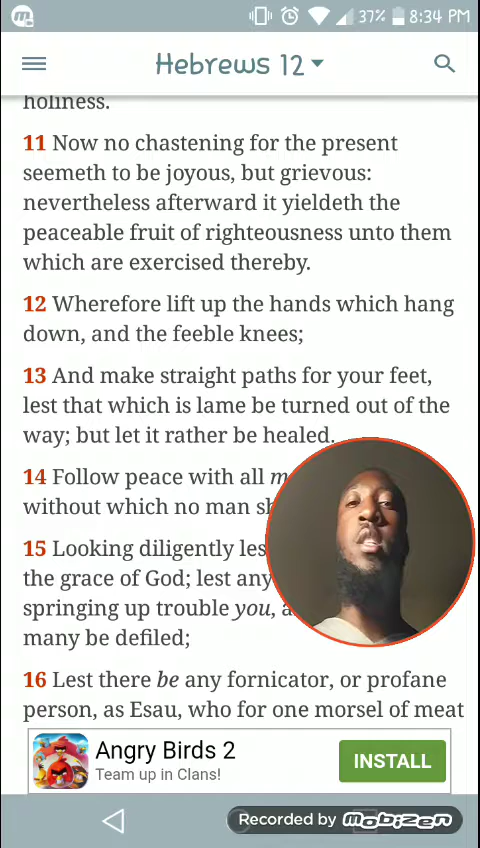 37% 8:34 PM
Hebrews 12
holiness.
11 Now no chastening for the present
seemeth to be joyous, but grievous:
nevertheless afterward it yieldeth the
peaceable fruit of righteousness unto them
which are exercised thereby.
12 Wherefore lift up the hands which hang
down, and the feeble knees;
13 And make straight paths for your feet,
lest that which is lame be turned out of the
way; but let it rather be healed.
14 Follow peace with all
without which no man
15 Looking diligently
the grace of God; lest any
springing up trouble you,
many be defiled;
16 Lest there be any fornicator, or profane
person, as Esau, who for one morsel of meat
Angry Birds 2
Team up in Clans!
INSTALL
Recorded by Mobizen